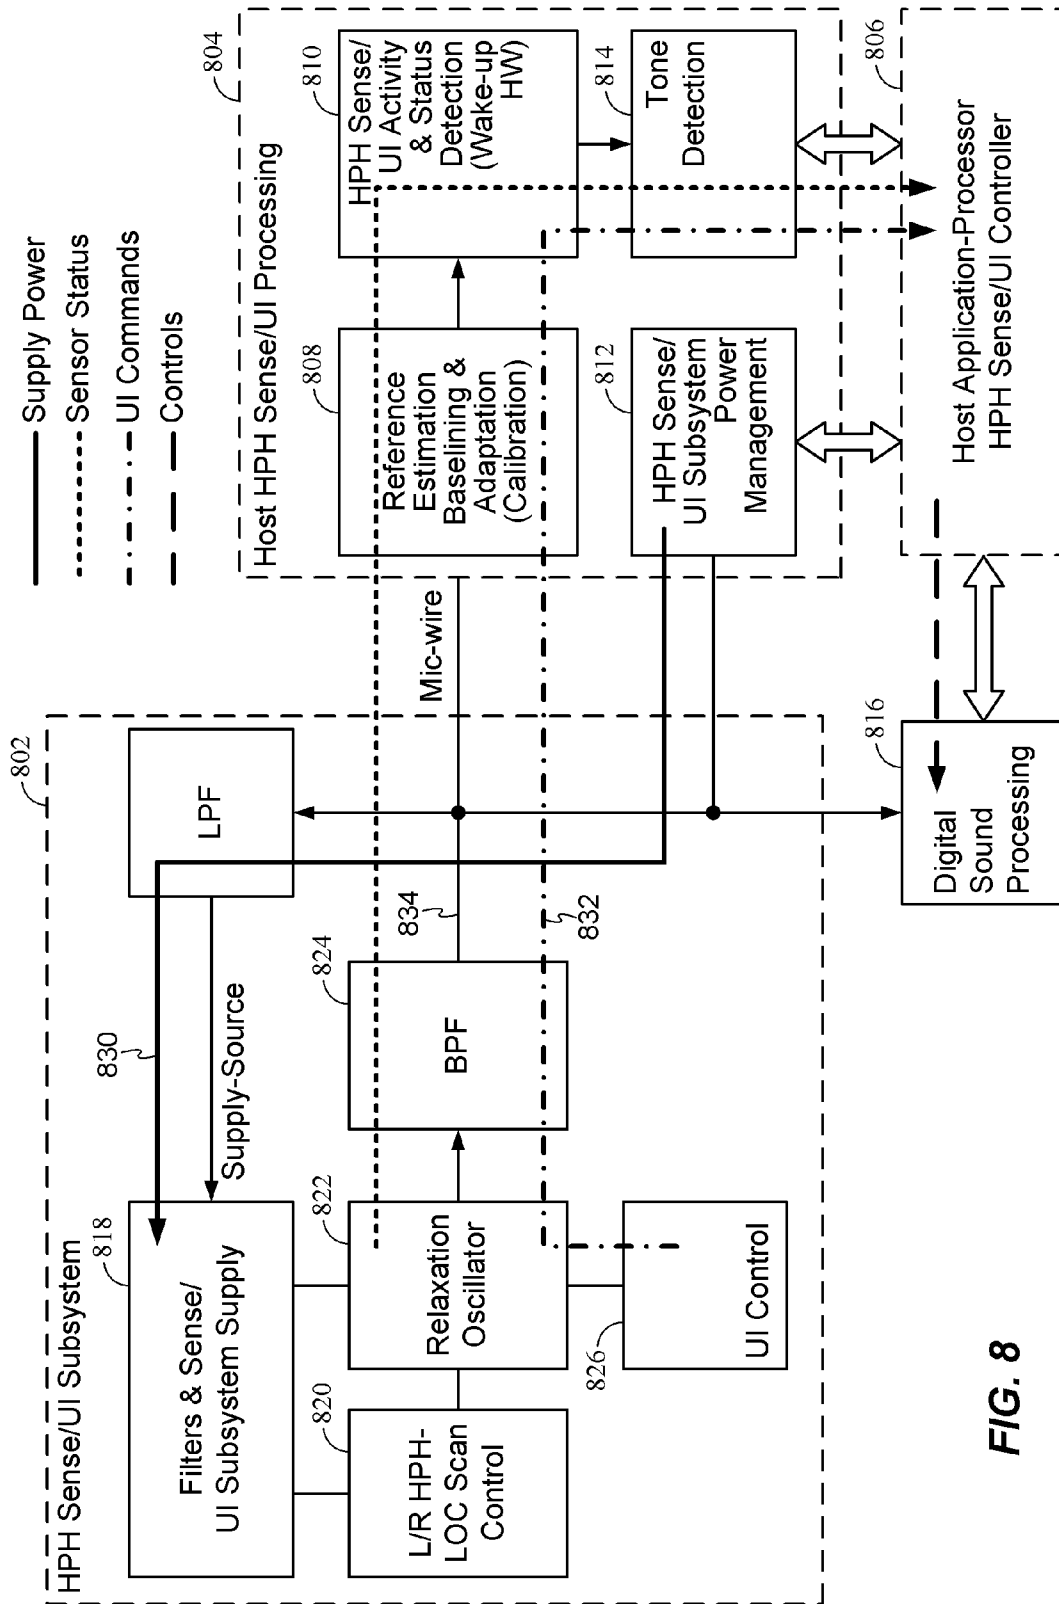 Supply Power
Sensor Status
UI Commands
Controls
802
HPH Sense/UI Subsystem
818
Filters & Sense/
UI Subsystem Supply
830
Supply-Source
LPF
820
L/R HPH-
LOC Scan
Control
822
Relaxation
Oscillator
824
BPF
834
832
826
UI Control
Mic-wire
804
Host HPH Sense/UI Processing
808
Reference
Estimation
Baselining &
Adaptation
(Calibration)
810
HPH Sense/
UI Activity
& Status
Detection
(Wake-up
HW)
812
HPH Sense/
UI Subsystem
Power
Management
814
Tone
Detection
816
Digital
Sound
Processing
806
Host Application-Processor
HPH Sense/UI Controller
FIG. 8